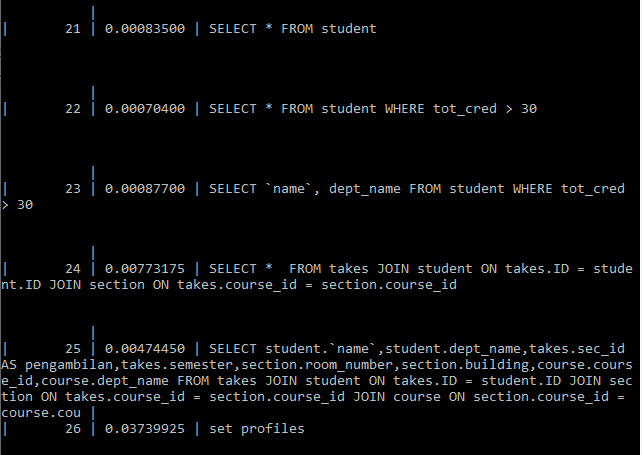 |
| 21 | 0.00083500 | SELECT * FROM student
|
| 22 | 0.00070400 | SELECT * FROM student WHERE tot_cred > 30
|
| 23 | 0.00087700 | SELECT `name`, dept_name FROM student WHERE tot_cred
> 30
|
| 24 | 0.00773175 | SELECT *  FROM takes JOIN student ON takes.ID = stude
nt.ID JOIN section ON takes.course_id = section.course_id
|
| 25 | 0.00474450 | SELECT student.`name`,student.dept_name,takes.sec_id
AS pengambilan,takes.semester,section.room_number,section.building,course.cours
e_id,course.dept_name FROM takes JOIN student ON takes.ID = student.ID JOIN sec
tion ON takes.course_id = section.course_id JOIN course ON section.course_id =
course.cou |
| 26 | 0.03739925 | set profiles